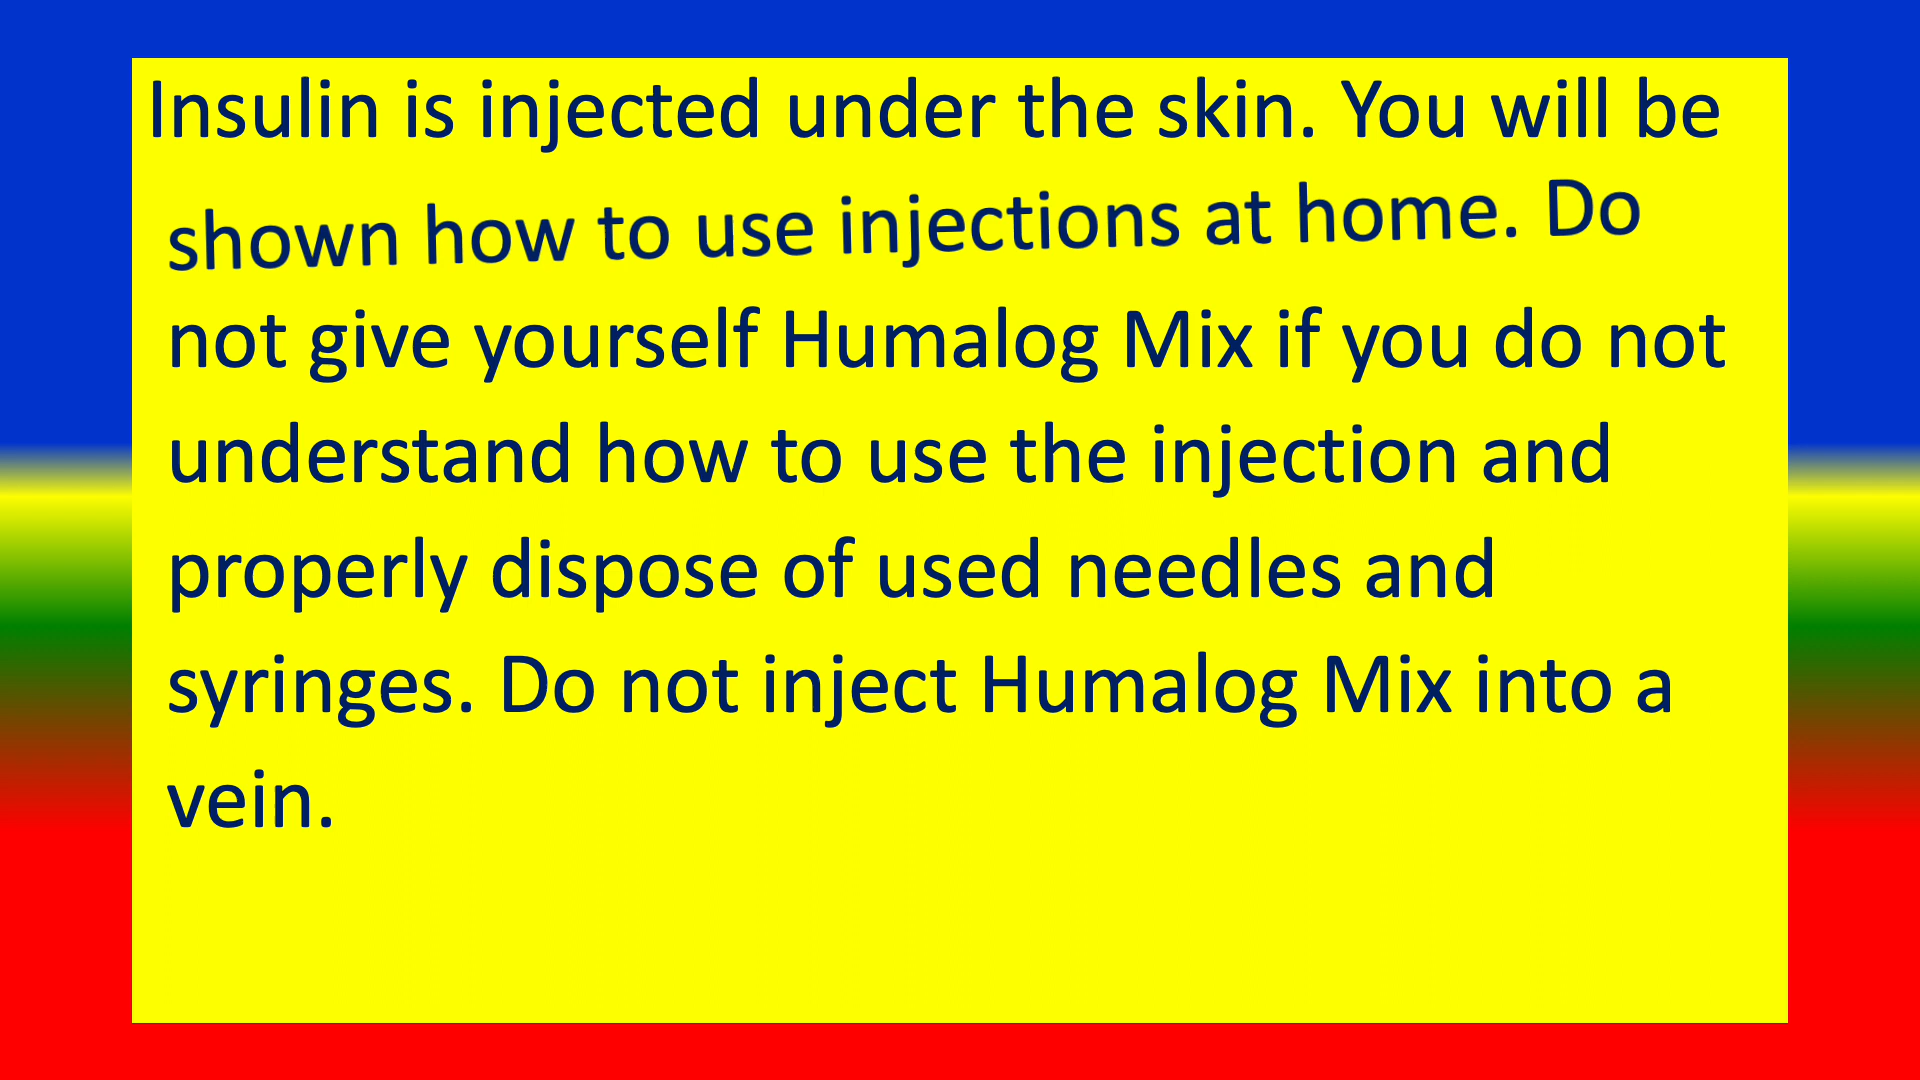 Insulin is injected under the skin. You will be
shown how to use injections at home. Do
not give yourself Humalog Mix if you do not
understand how to use the injection and
properly dispose of used needles and
syringes. Do not inject Humalog Mix into a
vein.